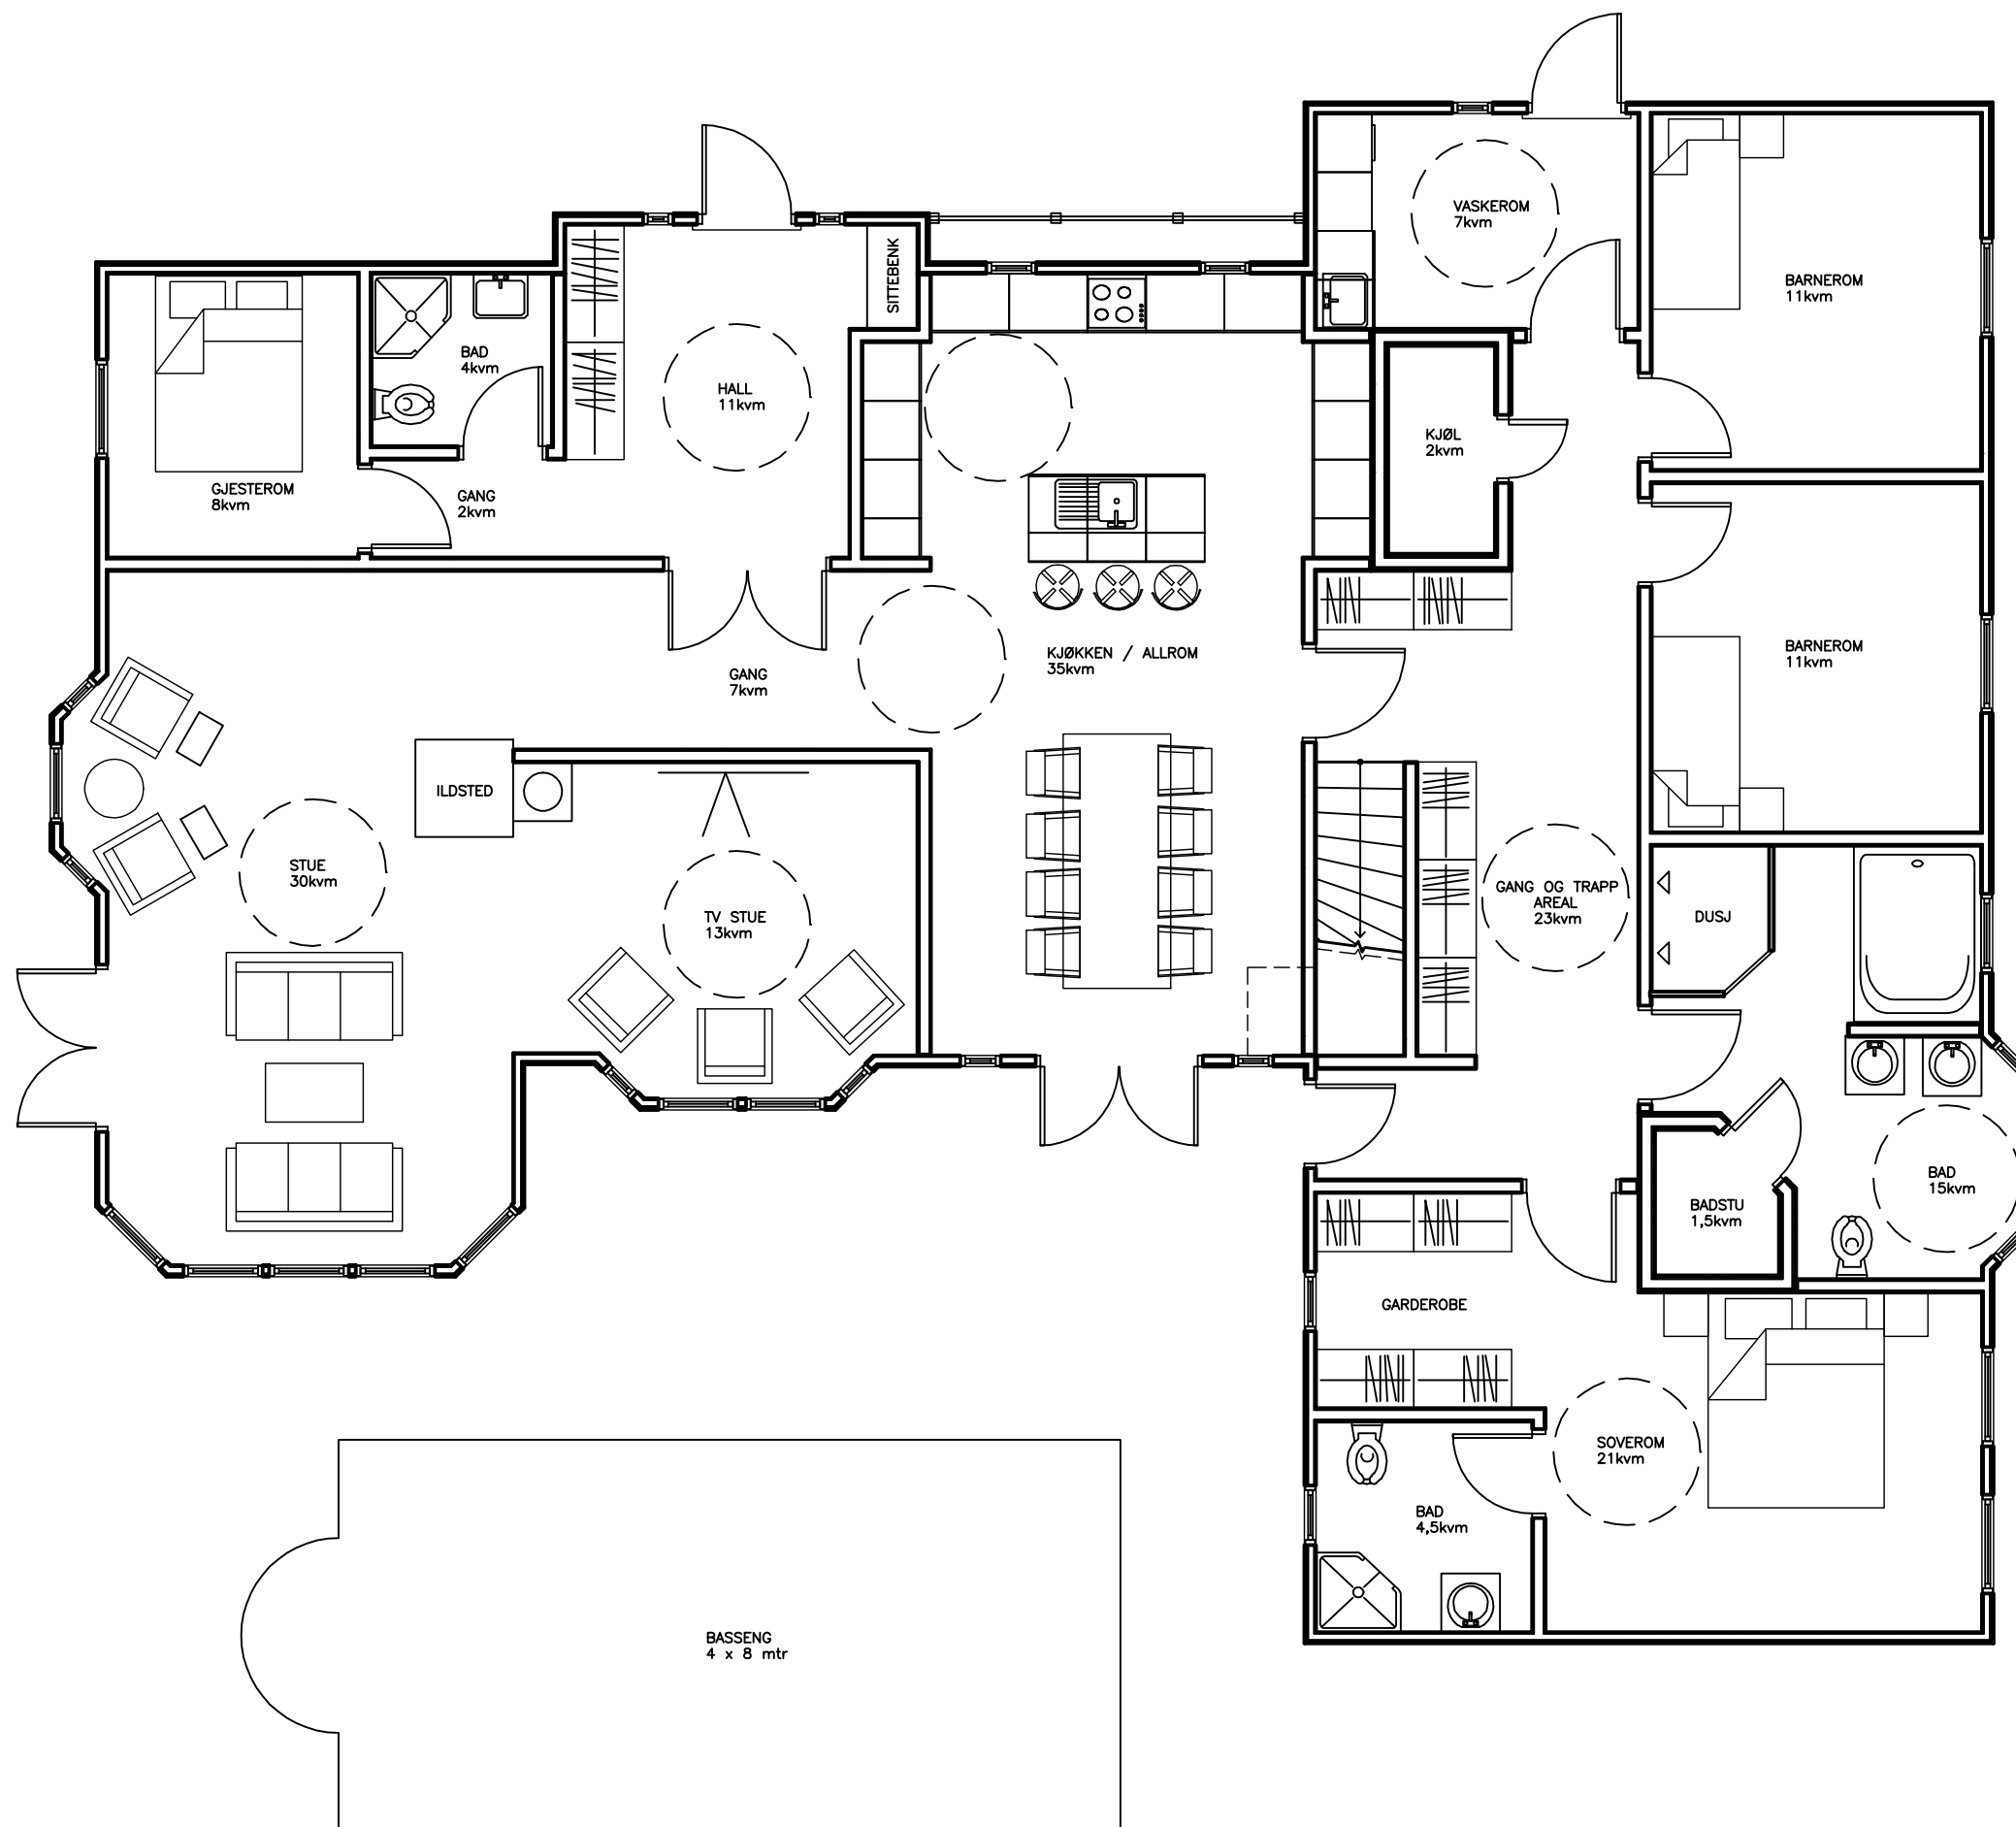 VASKEROM
7kvm
SITTEBENK
BARNEROM
11kvm
BAD
4kvm
HALL
11kvm
KJØL
2kvm
GJESTEROM
8kvm
GANG
2kvm
KJØKKEN / ALLROM
35kvm
BARNEROM
11kvm
GANG
7kvm
ILDSTED
STUE
30kvm
TV STUE
13kvm
GANG OG TRAPP
AREAL
23kvm
DUSJ
BAD
15kvm
BADSTU
1,5kvm
GARDEROBE
SOVEROM
21kvm
BAD
4,5kvm
BASSENG
4 x 8 mtr